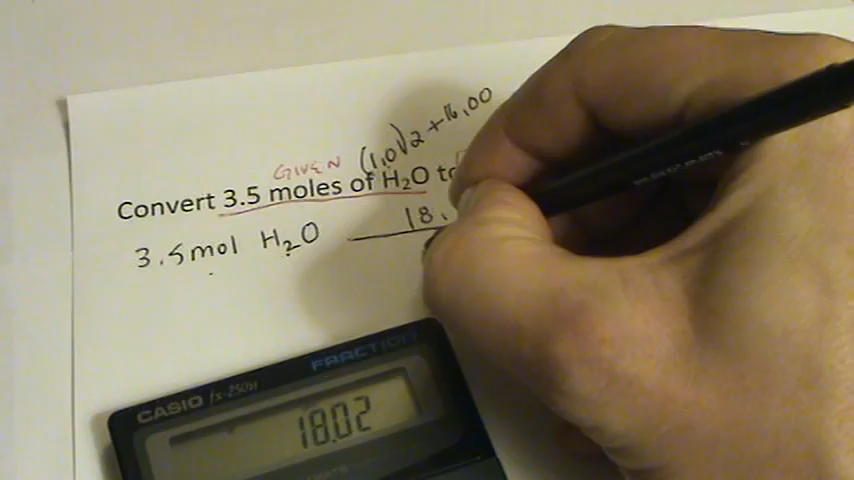 (1.0)2 + 16.00
GIVEN
Convert 3.5 moles of H₂O to
18.
3.5mol H₂O
FRACTION
CASIO fx-250H
18.02